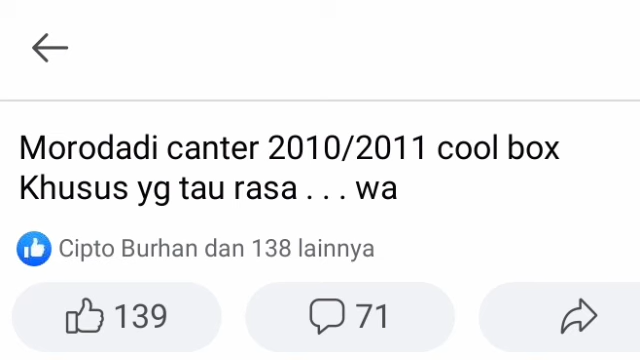 Morodadi canter 2010/2011 cool box
Khusus yg tau rasa . . . wa
Cipto Burhan dan 138 lainnya
139
71